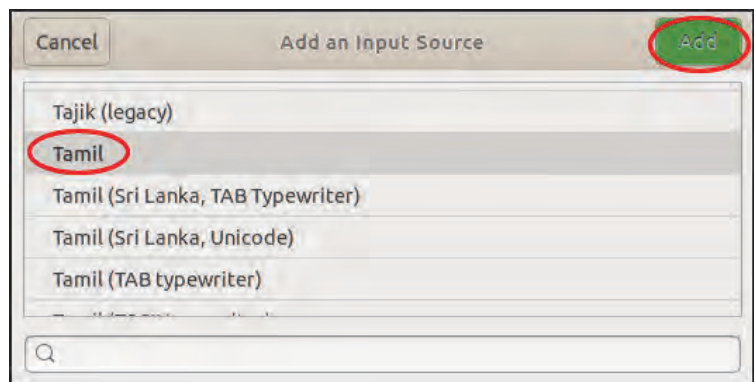 Cancel Add an Input Source Add
Tajik (legacy)
Tamil
Tamil (Sri Lanka, TAB Typewriter)
Tamil (Sri Lanka, Unicode)
Tamil (TAB typewriter)